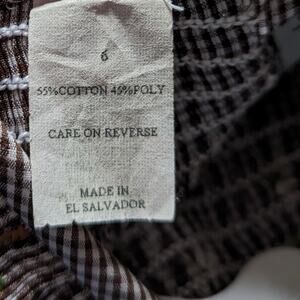 6
55%COTTON 45%POLY
CARE ON REVERSE
MADE IN
EL SALVADOR